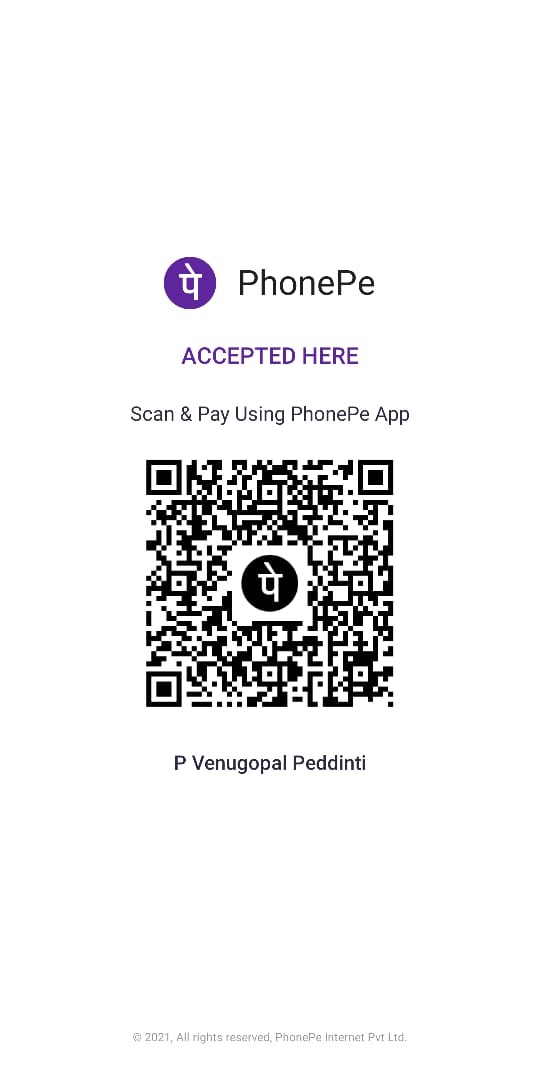 पे PhonePe
ACCEPTED HERE
Scan & Pay Using PhonePe App
पे
P Venugopal Peddinti
© 2021, All rights reserved, PhonePe Internet Pvt Ltd.